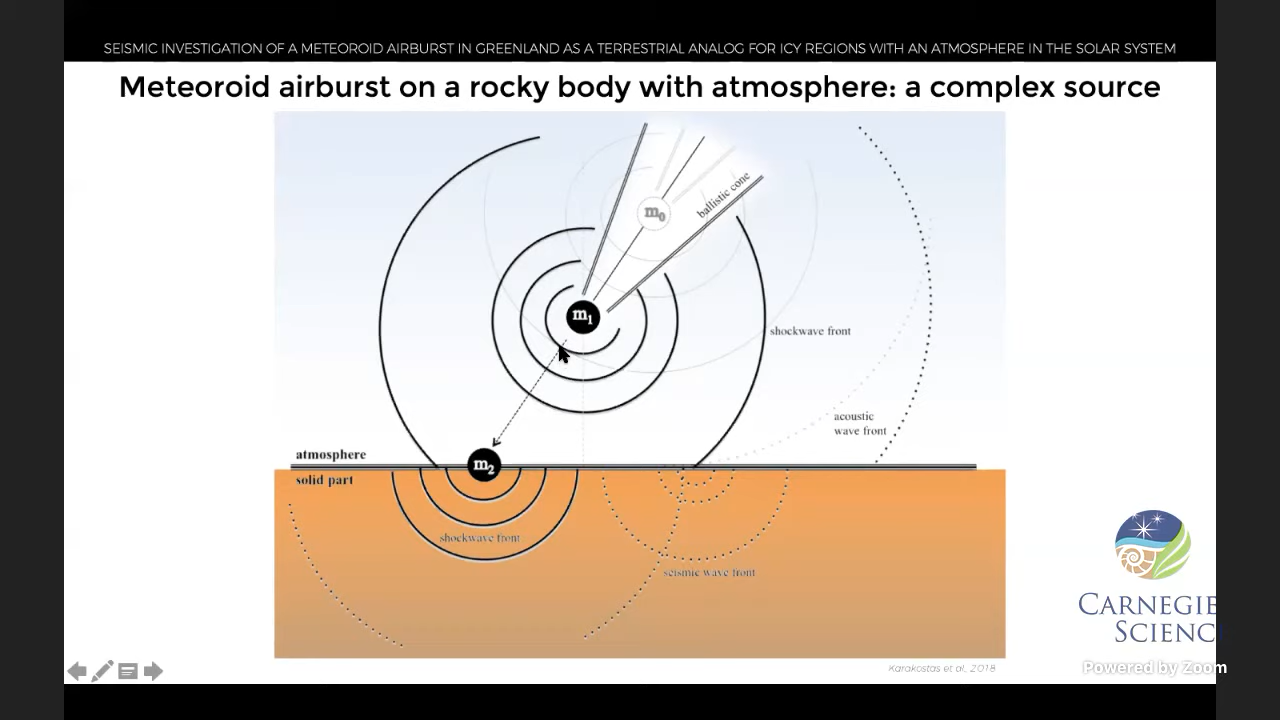 SEISMIC INVESTIGATION OF A METEOROID AIRBURST IN GREENLAND AS A TERRESTRIAL ANALOG FOR ICY REGIONS WITH AN ATMOSPHERE IN THE SOLAR SYSTEM
Meteoroid airburst on a rocky body with atmosphere: a complex source
m0
ballistic cone
m1
shockwave front
acoustic
wave front
atmosphere
m2
solid part
shockwave front
seismic wave front
CARNEGIE
SCIENC
Karakostas et al., 2018
Powered by Zoom